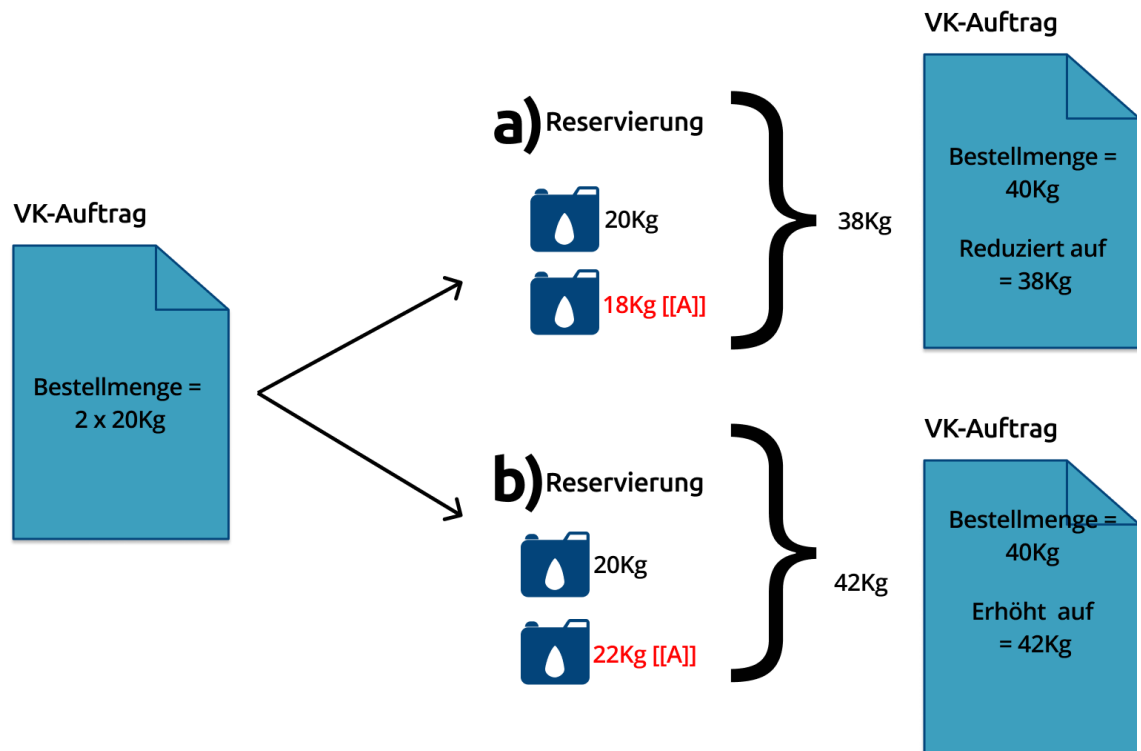 VK-Auftrag
Bestellmenge =
2 x 20Kg
a) Reservierung
20Kg
18Kg [[A]]
38Kg
VK-Auftrag
Bestellmenge =
40Kg
Reduziert auf
= 38Kg
b) Reservierung
20Kg
22Kg [[A]]
42Kg
VK-Auftrag
Bestellmenge =
40Kg
Erhöht  auf
= 42Kg